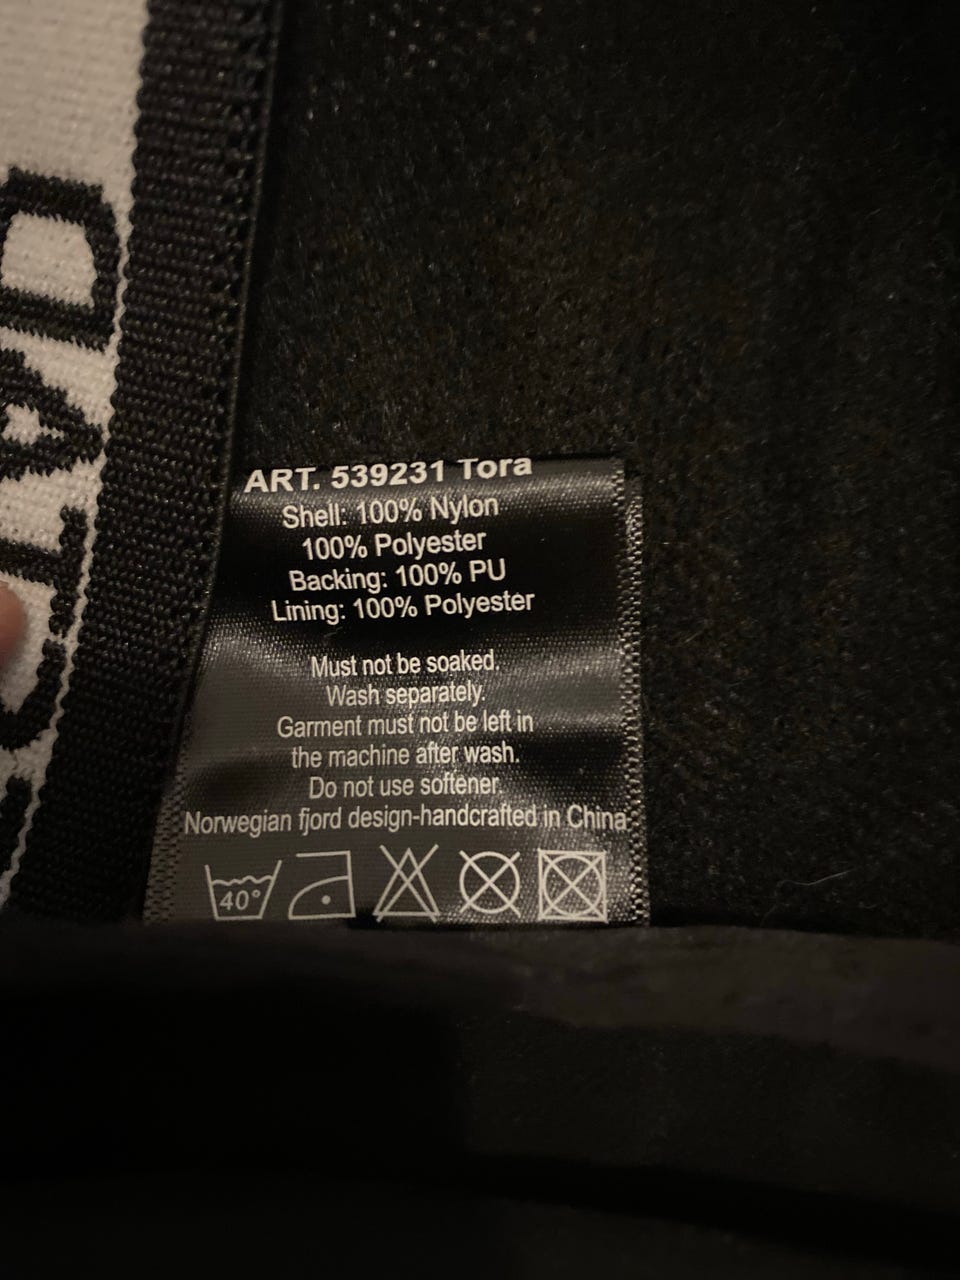 ART. 539231 Tora
Shell: 100% Nylon
100% Polyester
Backing: 100% PU
Lining: 100% Polyester
Must not be soaked.
Wash separately.
Garment must not be left in
the machine after wash.
Do not use softener.
Norwegian fjord design-handcrafted in China
40°